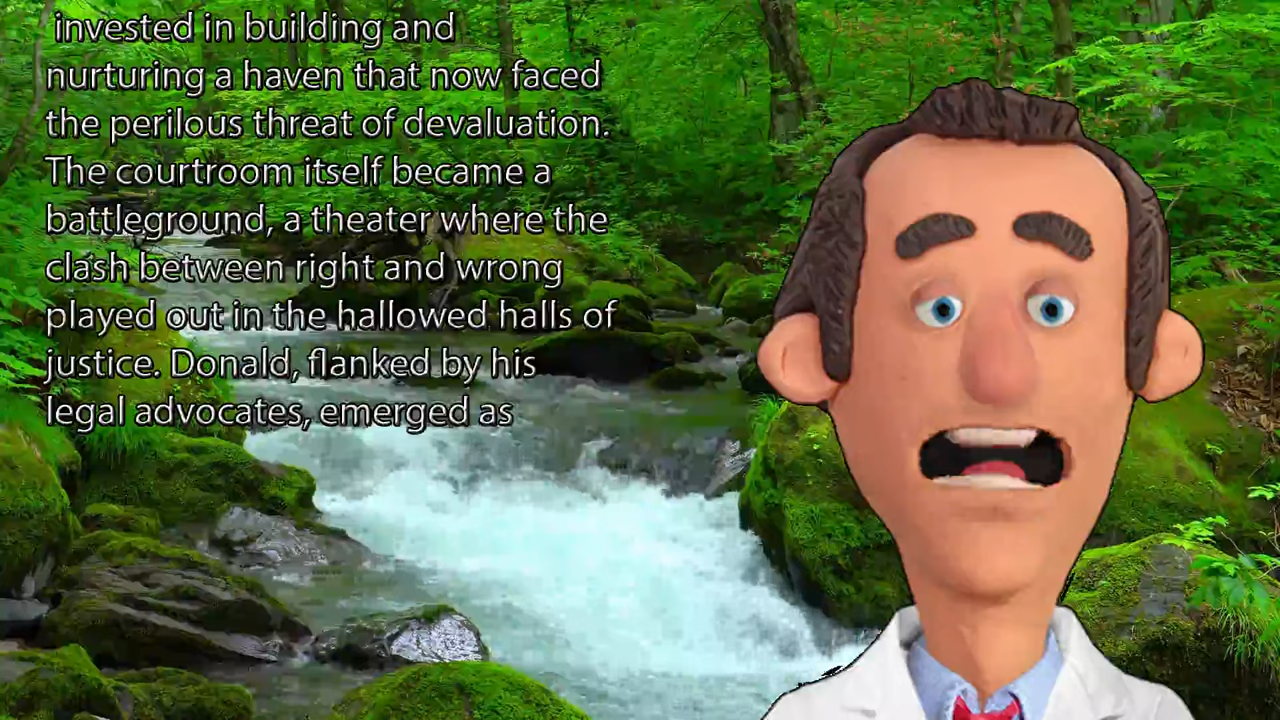 invested in building and
nurturing a haven that now faced
the perilous threat of devaluation.
The courtroom itself became a
battleground, a theater where the
clash between right and wrong
played out in the hallowed halls of
justice. Donald, flanked by his
legal advocates, emerged as